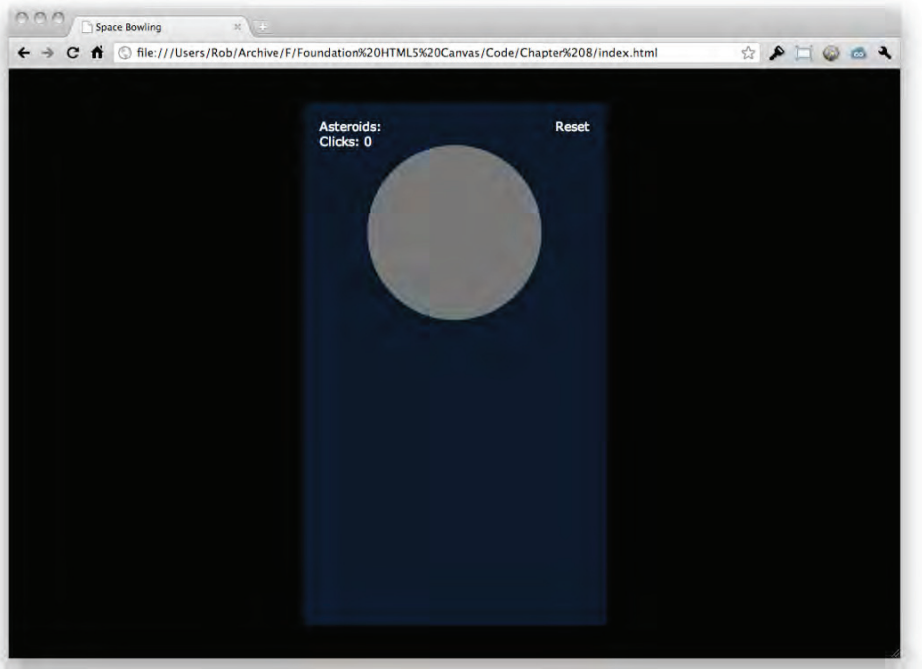 Space Bowling
file:///Users/Rob/Archive/F/Foundation%20HTML5%20Canvas/Code/Chapter%208/index.html
Asteroids:
Clicks: 0
Reset